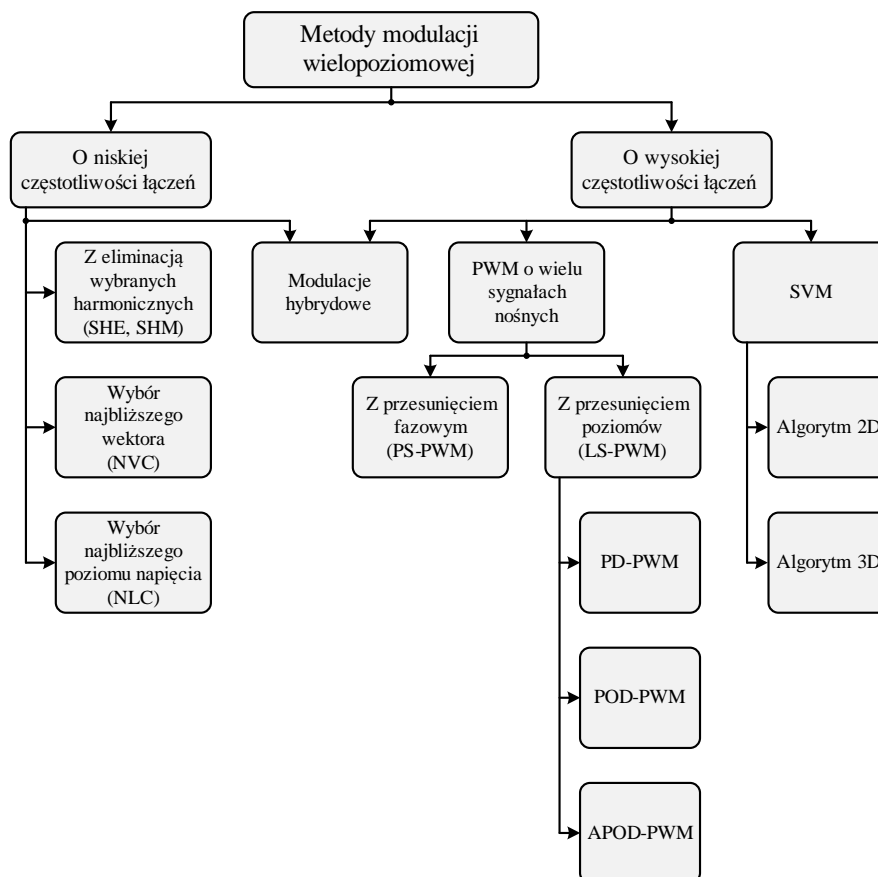 Metody modulacji
wielopoziomowej
O niskiej
częstotliwości łączeń
O wysokiej
częstotliwości łączeń
Z eliminacją
wybranych
harmonicznych
(SHE, SHM)
Modulacje
hybrydowe
PWM o wielu
sygnałach
nośnych
SVM
Wybór
najbliższego
wektora
(NVC)
Z przesunięciem
fazowym
(PS-PWM)
Z przesunięciem
poziomów
(LS-PWM)
Algorytm 2D
Wybór
najbliższego
poziomu napięcia
(NLC)
PD-PWM
Algorytm 3D
POD-PWM
APOD-PWM